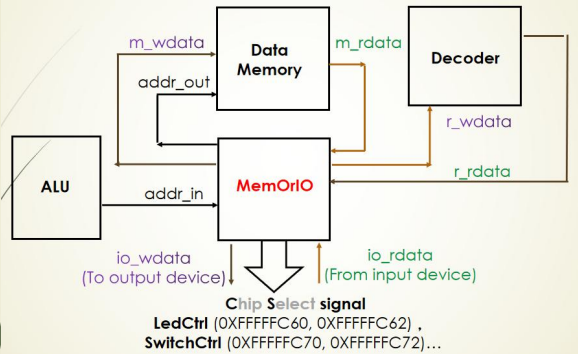 m_wdata
Data
Memory
m_rdata
Decoder
addr_out
r_wdata
ALU
addr_in
MemOrIO
r_rdata
io_wdata
(To output device)
io_rdata
(From input device)
Chip Select signal
LedCtrl (0XFFFFFC60, 0XFFFFFC62) ,
SwitchCtrl (0XFFFFFC70, 0XFFFFFC72)...